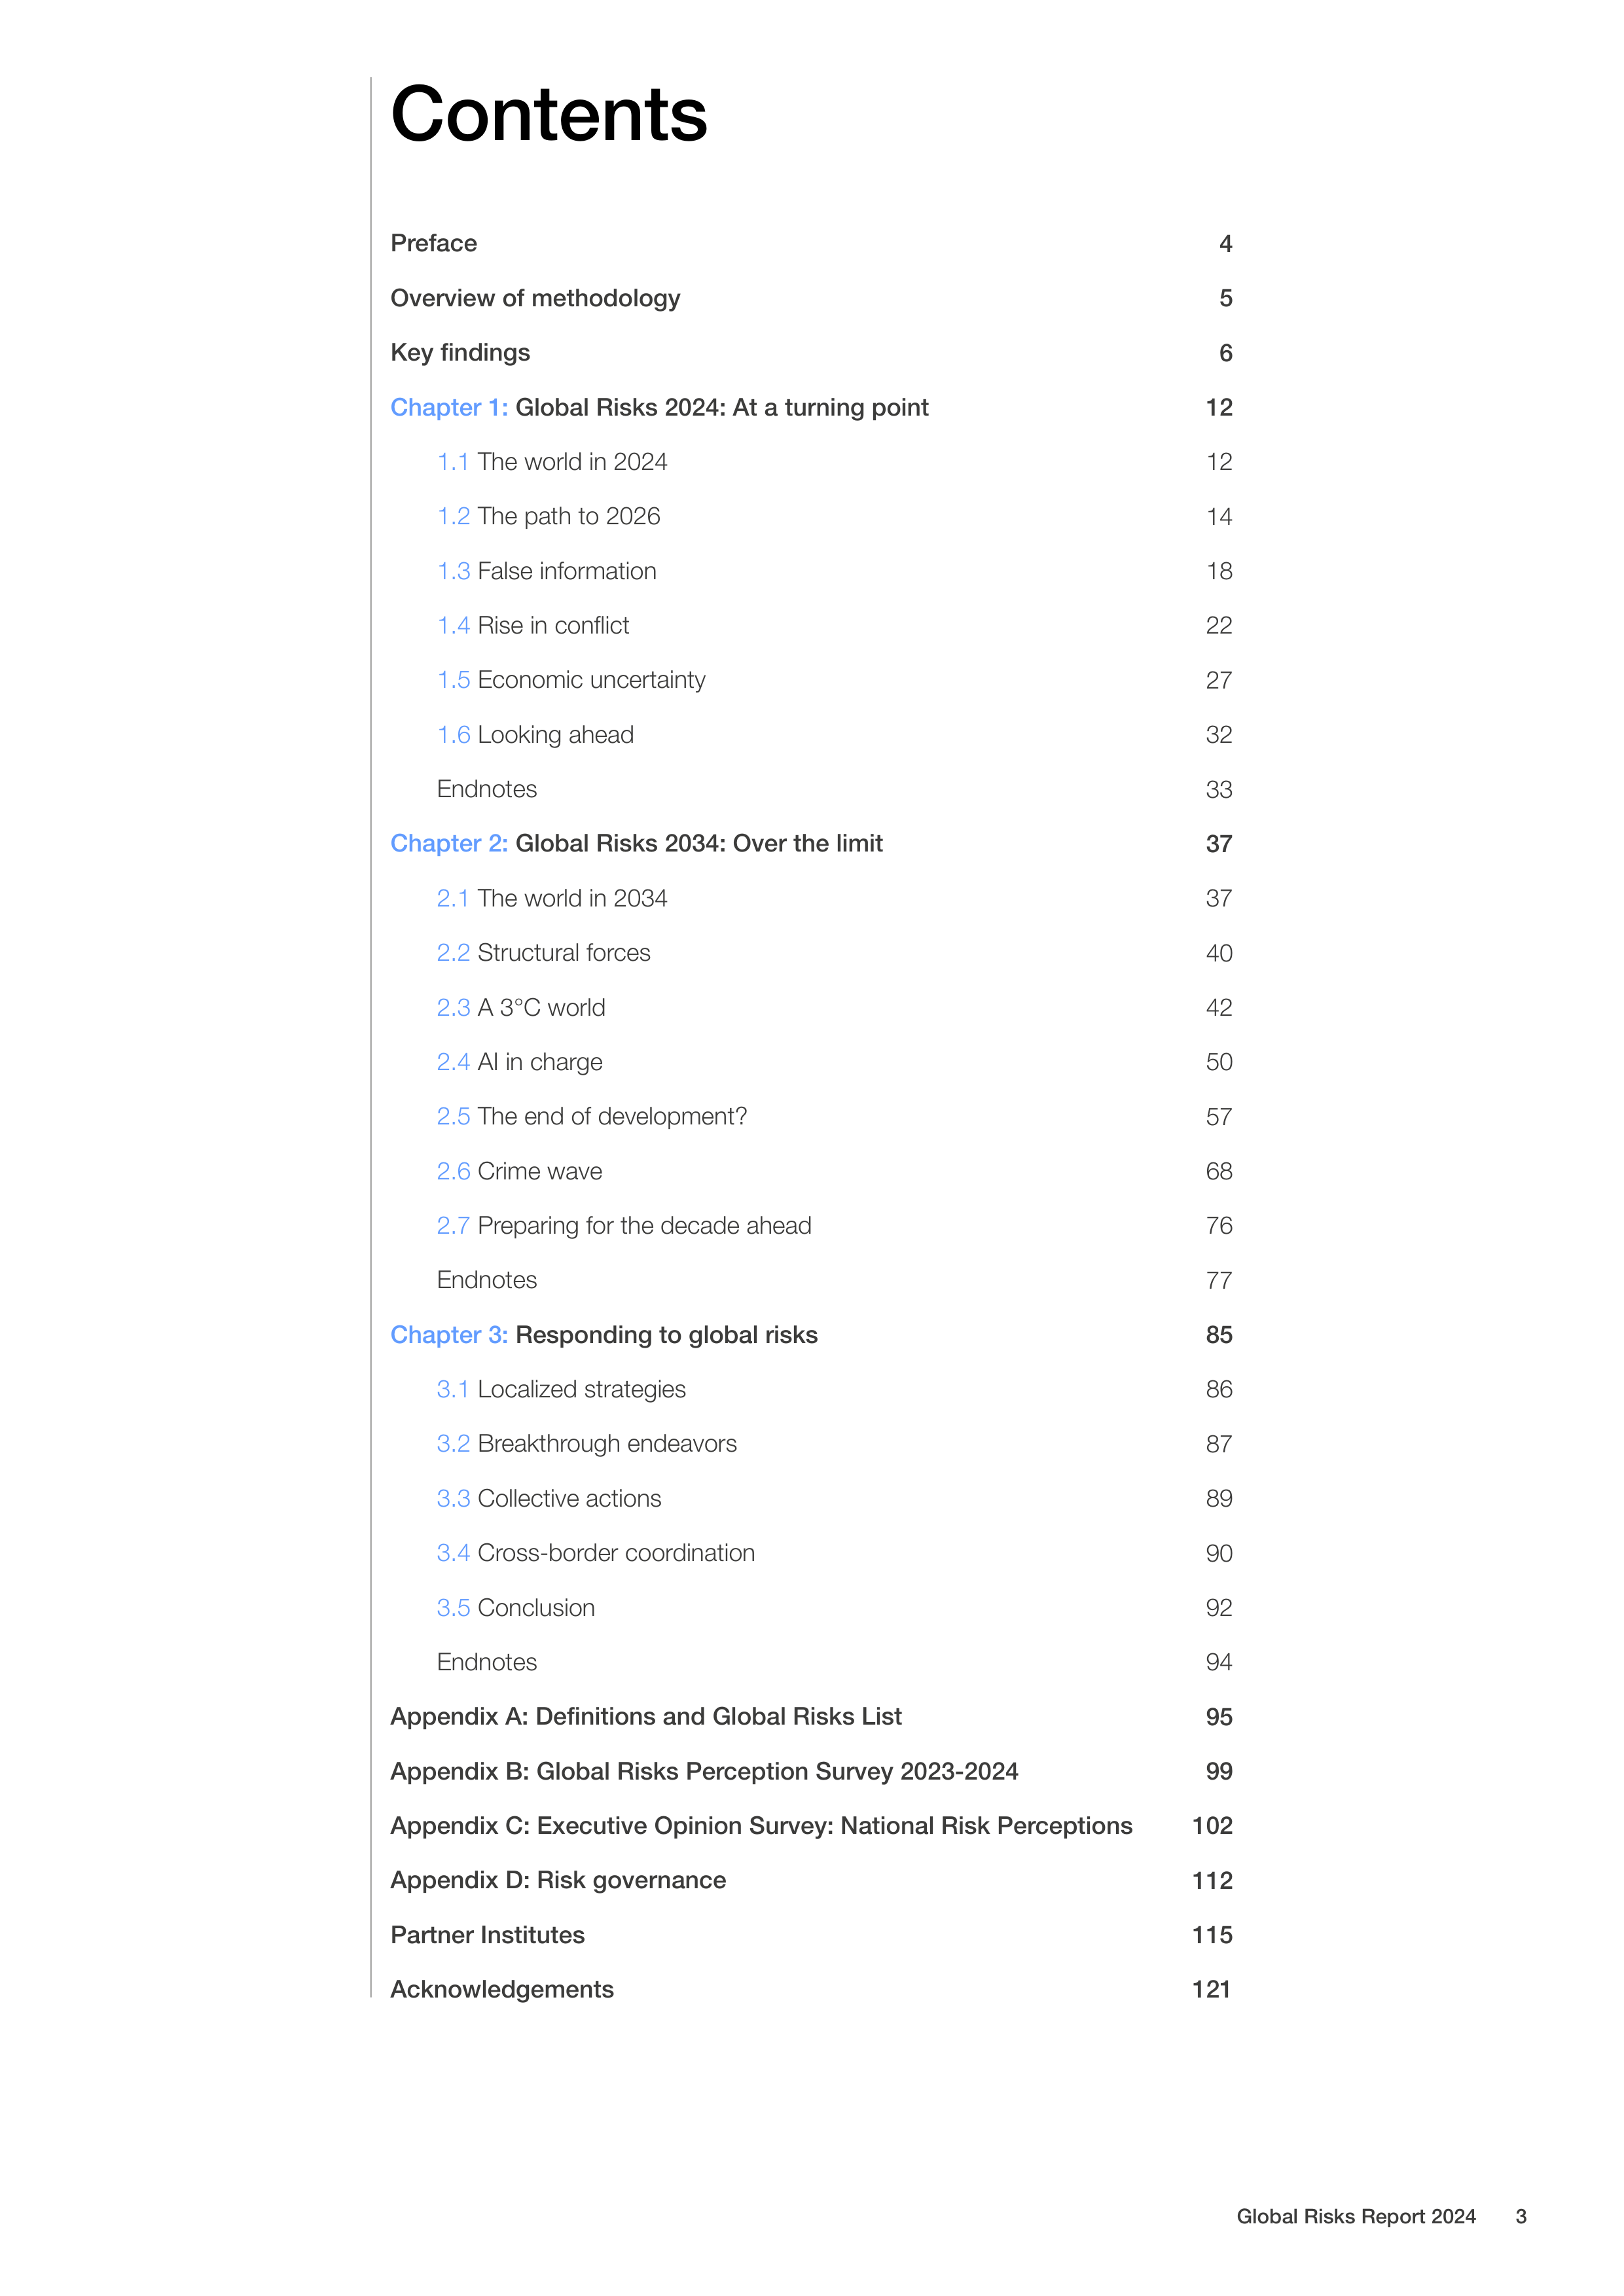 Contents
Preface 4
Overview of methodology 5
Key findings 6
Chapter 1: Global Risks 2024: At a turning point 12
1.1 The world in 2024 12
1.2 The path to 2026 14
1.3 False information 18
1.4 Rise in conflict 22
1.5 Economic uncertainty 27
1.6 Looking ahead 32
Endnotes 33
Chapter 2: Global Risks 2034: Over the limit 37
2.1 The world in 2034 37
2.2 Structural forces 40
2.3 A 3°C world 42
2.4 AI in charge 50
2.5 The end of development? 57
2.6 Crime wave 68
2.7 Preparing for the decade ahead 76
Endnotes 77
Chapter 3: Responding to global risks 85
3.1 Localized strategies 86
3.2 Breakthrough endeavors 87
3.3 Collective actions 89
3.4 Cross-border coordination 90
3.5 Conclusion 92
Endnotes 94
Appendix A: Definitions and Global Risks List 95
Appendix B: Global Risks Perception Survey 2023-2024 99
Appendix C: Executive Opinion Survey: National Risk Perceptions 102
Appendix D: Risk governance 112
Partner Institutes 115
Acknowledgements 121
Global Risks Report 2024 3